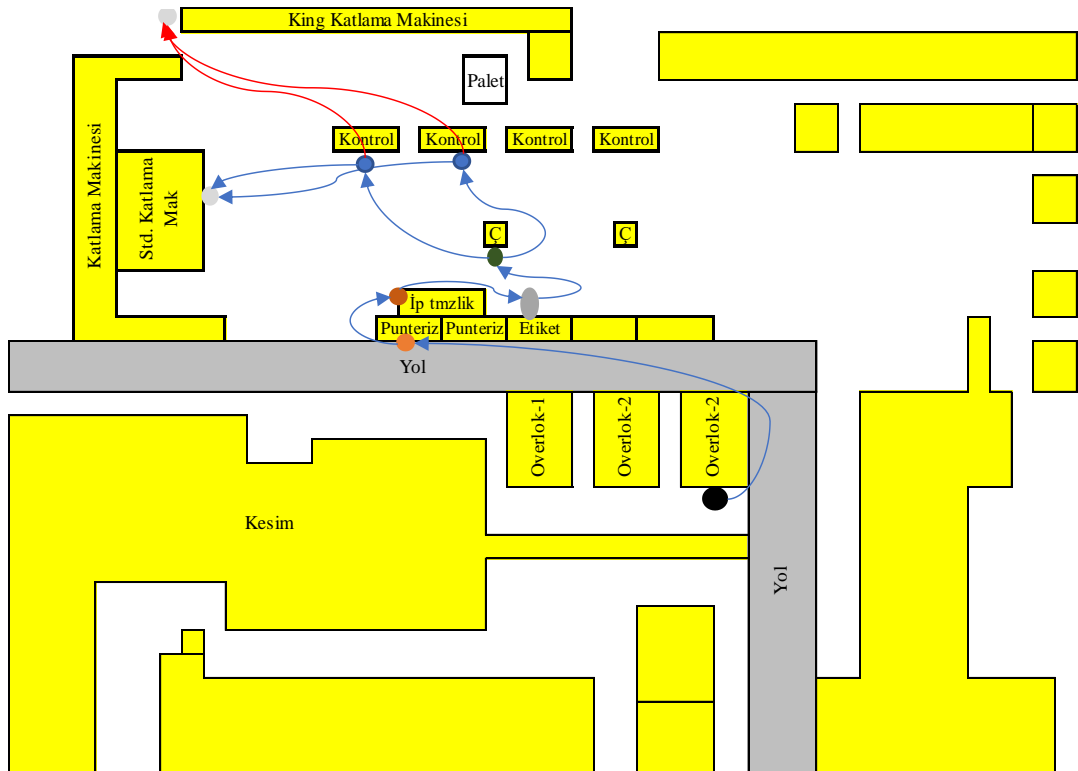 King Katlama Makinesi
Palet
Kontrol
Kontrol
Kontrol
Kontrol
Katlama Makinesi
Std. Katlama
Mak
Ç
Ç
İp tmzlik
Punteriz
Punteriz
Etiket
Yol
Overlok-1
Overlok-2
Overlok-2
Kesim
Yol